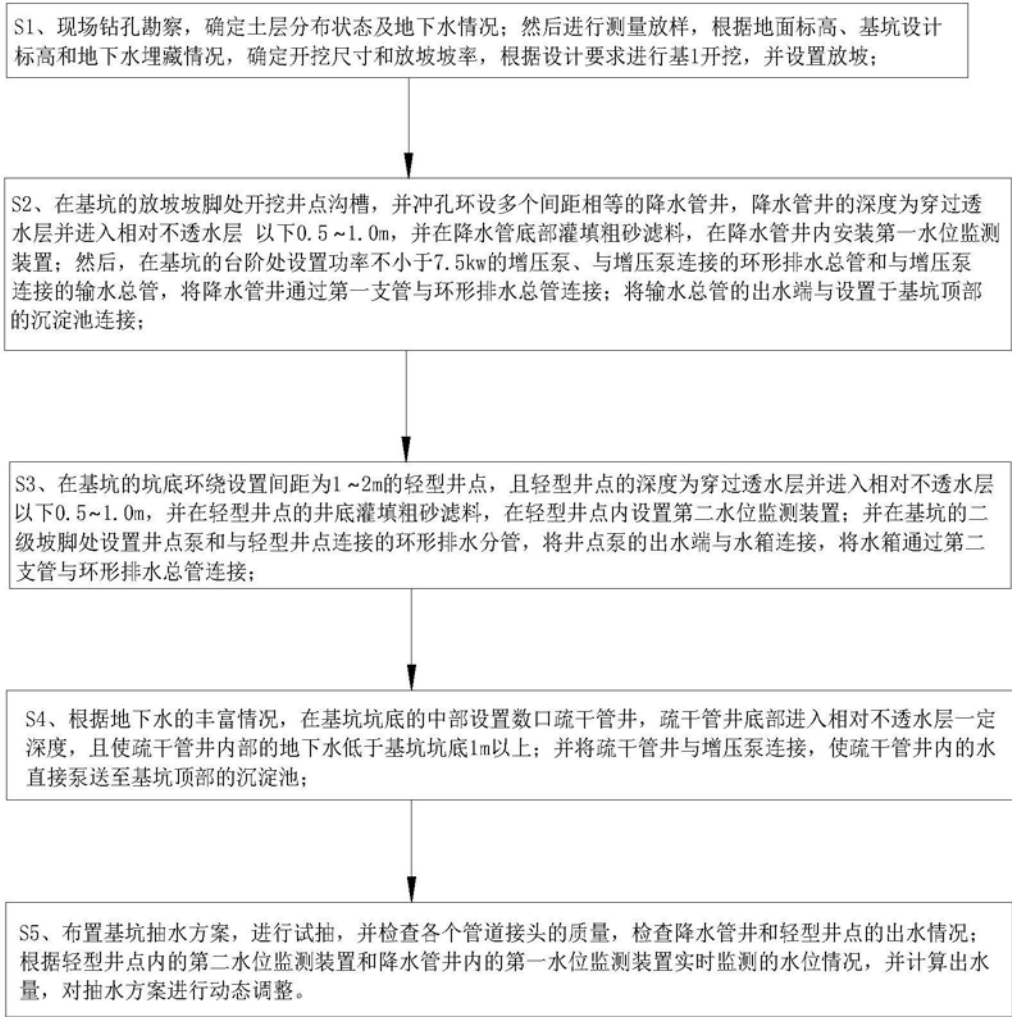 S1、现场钻孔勘察，确定土层分布状态及地下水情况；然后进行测量放样，根据地面标高、基坑设计
标高和地下水埋藏情况，确定开挖尺寸和放坡坡率，根据设计要求进行基1开挖，并设置放坡；
S2、在基坑的放坡坡脚处开挖井点沟槽，并冲孔环设多个间距相等的降水管井，降水管井的深度为穿过透
水层并进入相对不透水层 以下0.5~1.0m，并在降水管底部灌填粗砂滤料，在降水管井内安装第一水位监测
装置；然后，在基坑的台阶处设置功率不小于7.5kw的增压泵、与增压泵连接的环形排水总管和与增压泵
连接的输水总管，将降水管井通过第一支管与环形排水总管连接；将输水总管的出水端与设置于基坑顶部
的沉淀池连接；
S3、在基坑的坑底环绕设置间距为1~2m的轻型井点，且轻型井点的深度为穿过透水层并进入相对不透水层
以下0.5~1.0m，并在轻型井点的井底灌填粗砂滤料，在轻型井点内设置第二水位监测装置；并在基坑的二
级坡脚处设置井点泵和与轻型井点连接的环形排水分管，将井点泵的出水端与水箱连接，将水箱通过第二
支管与环形排水总管连接；
S4、根据地下水的丰富情况，在基坑坑底的中部设置数口疏干管井，疏干管井底部进入相对不透水层一定
深度，且使疏干管井内部的地下水低于基坑坑底1m以上；并将疏干管井与增压泵连接，使疏干管井内的水
直接泵送至基坑顶部的沉淀池；
S5、布置基坑抽水方案，进行试抽，并检查各个管道接头的质量，检查降水管井和轻型井点的出水情况；
根据轻型井点内的第二水位监测装置和降水管井内的第一水位监测装置实时监测的水位情况，并计算出水
量，对抽水方案进行动态调整。